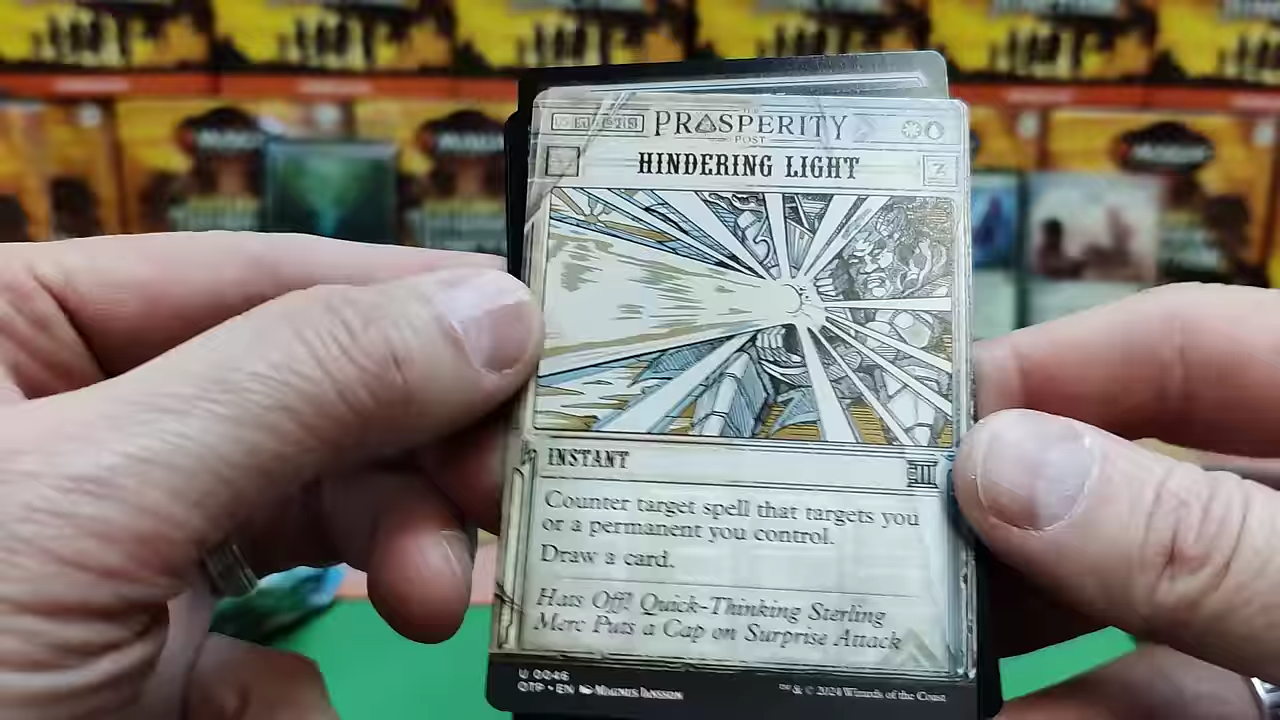 THE
PROSPERITY
POST
HINDERING LIGHT
INSTANT
Counter target spell that targets you
or a permanent you control.
Draw a card.
Hats Off! Quick-Thinking Sterling
Merc Puts a Cap on Surprise Attack
U 0046
OTP • EN Magnus Jansson
™ & © 2024 Wizards of the Coast